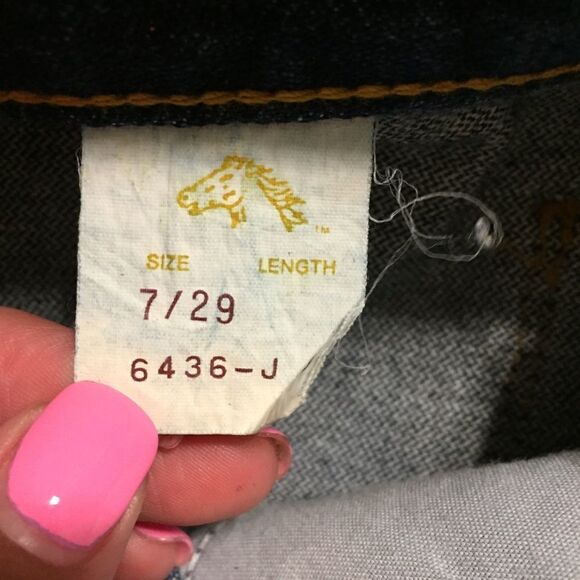 TM
SIZE LENGTH
7/29
6436-J